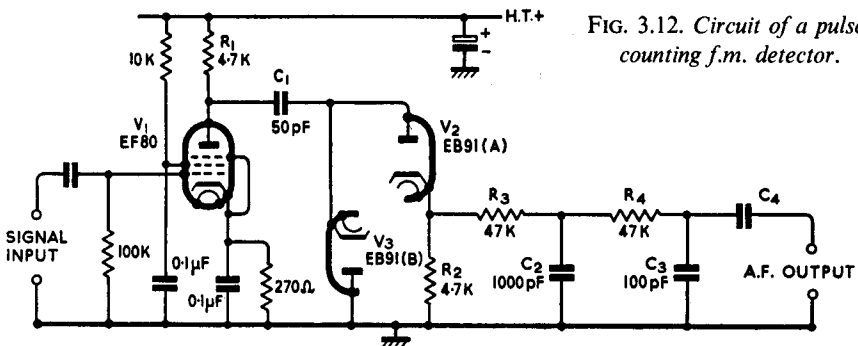 H.T.+
+
-
FIG. 3.12. Circuit of a pulse
counting f.m. detector.
10K
R1
4·7K
C1
50pF
V1
EF80
V2
EB91(A)
SIGNAL
INPUT
100K
0·1µF
0·1µF
270Ω
V3
EB91(B)
R2
4·7K
R3
47K
C2
1000pF
R4
47K
C3
100pF
C4
A.F. OUTPUT